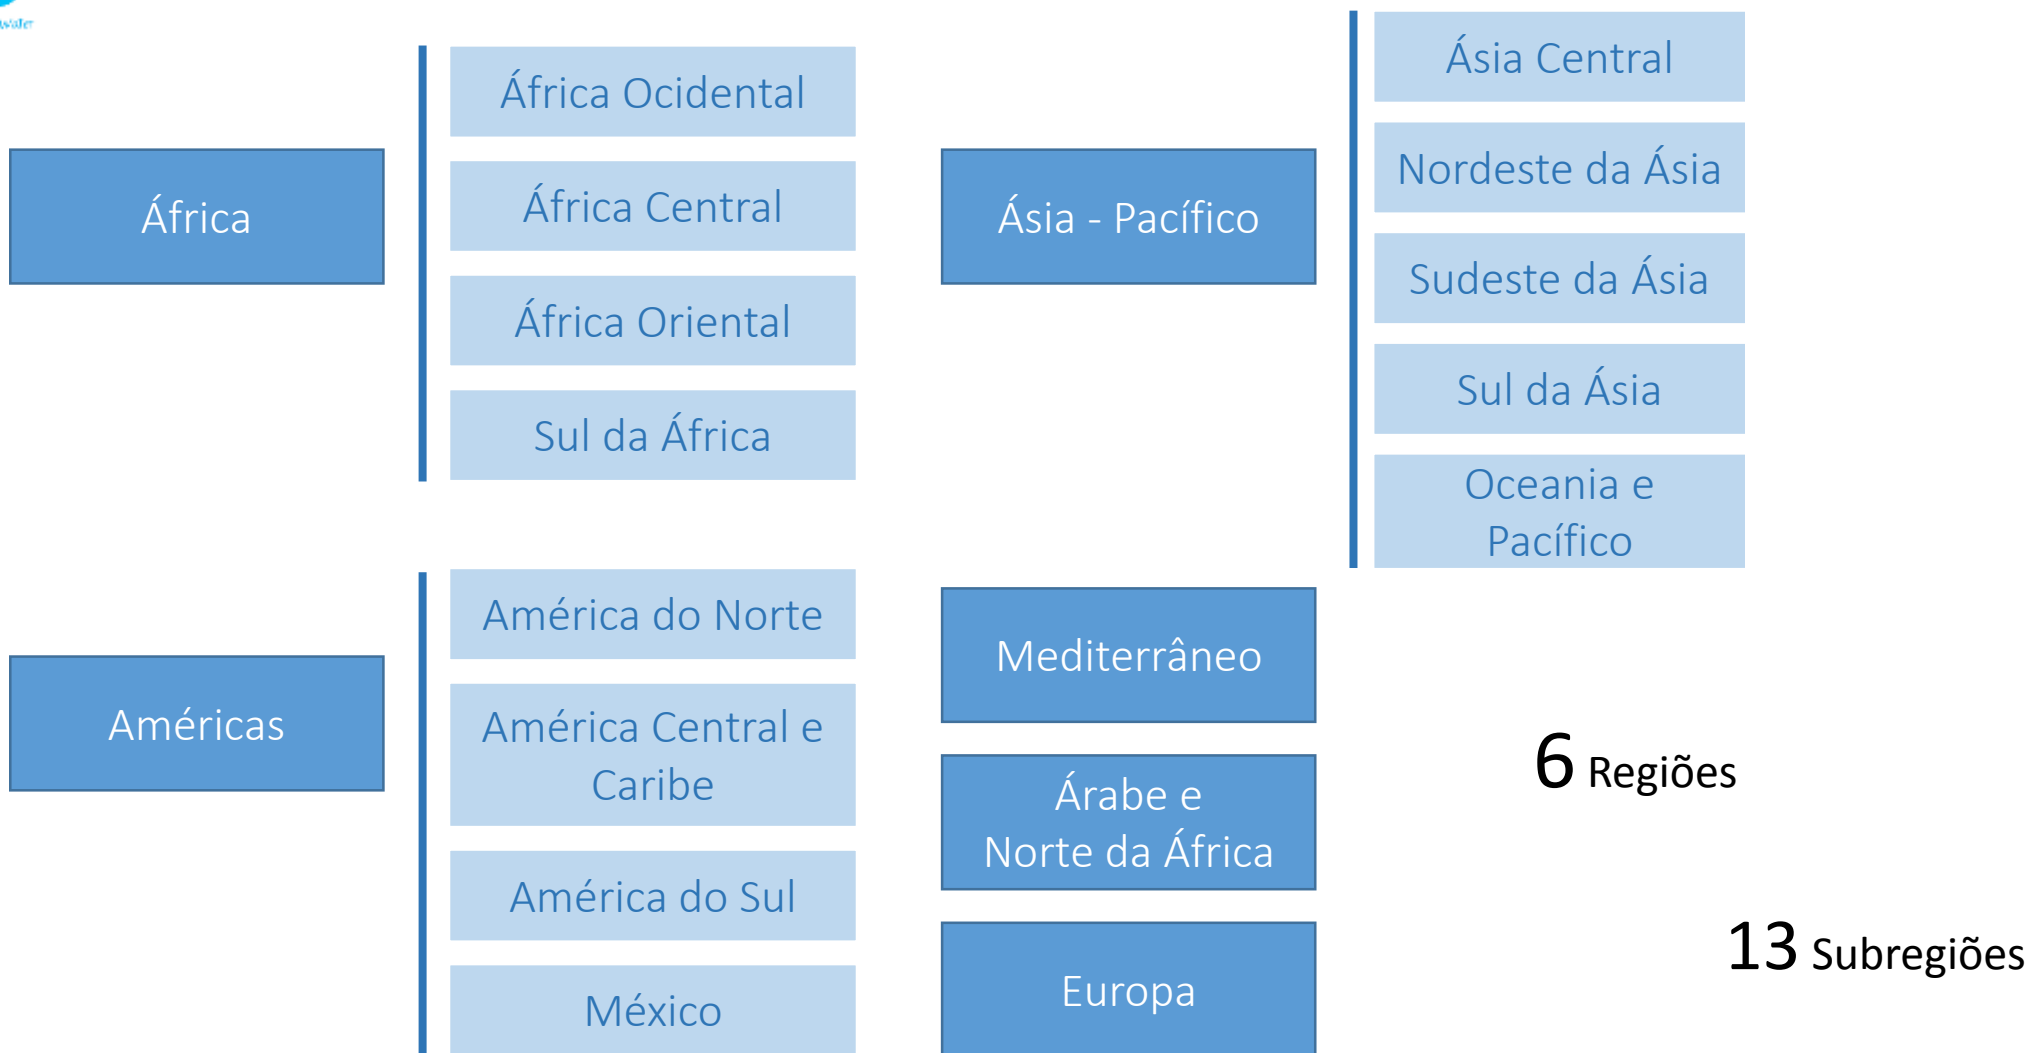 África
África Ocidental
África Central
África Oriental
Sul da África
Ásia - Pacífico
Ásia Central
Nordeste da Ásia
Sudeste da Ásia
Sul da Ásia
Oceania e
Pacífico
Américas
América do Norte
América Central e
Caribe
América do Sul
México
Mediterrâneo
Árabe e
Norte da África
Europa
6 Regiões
13 Subregiões